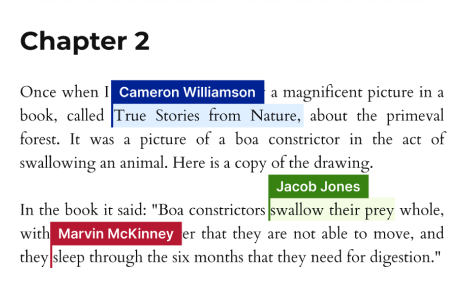 Chapter 2
Once when I Cameron Williamson a magnificent picture in a
book, called True Stories from Nature, about the primeval
forest. It was a picture of a boa constrictor in the act of
swallowing an animal. Here is a copy of the drawing.
Jacob Jones
In the book it said: "Boa constrictors swallow their prey whole,
with Marvin McKinney er that they are not able to move, and
they sleep through the six months that they need for digestion."